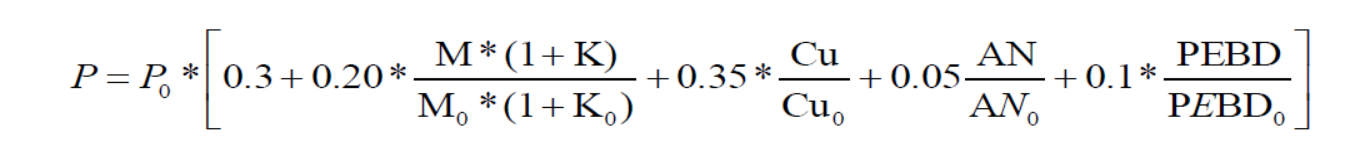 P = P₀ * [ 0.3 + 0.20 * M * (1 + K) / M₀ * (1 + K₀) + 0.35 * Cu / Cu₀ + 0.05 AN / AN₀ + 0.1 * PEBD / PEBD₀ ]